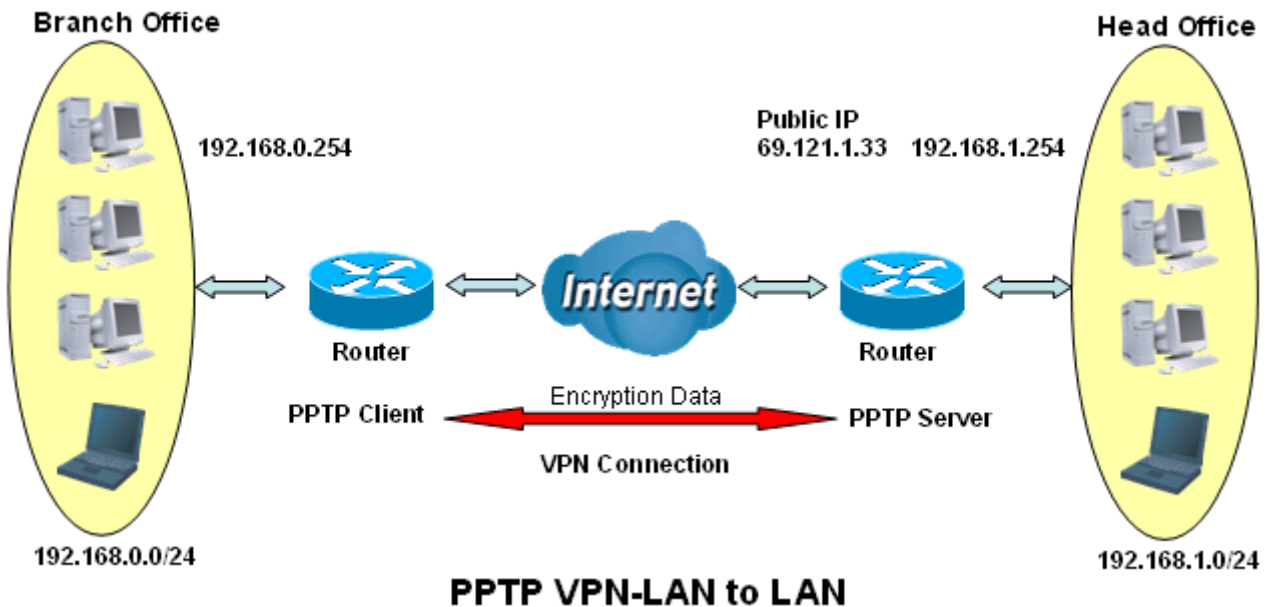 Branch Office
Head Office
192.168.0.254
Public IP
69.121.1.33 192.168.1.254
Internet
Router
Router
PPTP Client
Encryption Data
PPTP Server
VPN Connection
192.168.0.0/24
192.168.1.0/24
PPTP VPN-LAN to LAN